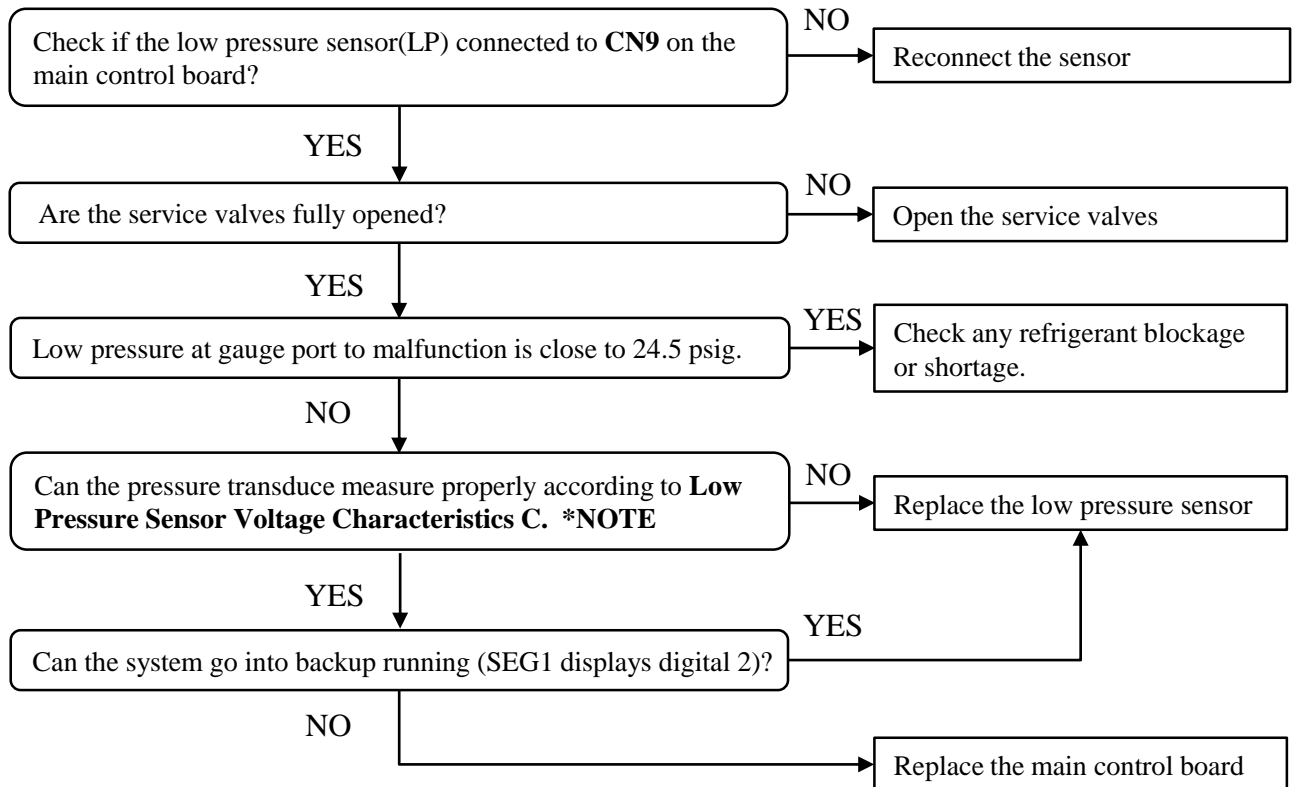 Check if the low pressure sensor(LP) connected to CN9 on the
main control board?
NO
Reconnect the sensor
YES
Are the service valves fully opened?
NO
Open the service valves
YES
Low pressure at gauge port to malfunction is close to 24.5 psig.
YES
Check any refrigerant blockage
or shortage.
NO
Can the pressure transduce measure properly according to Low
Pressure Sensor Voltage Characteristics C. *NOTE
NO
Replace the low pressure sensor
YES
Can the system go into backup running (SEG1 displays digital 2)?
YES
NO
Replace the main control board